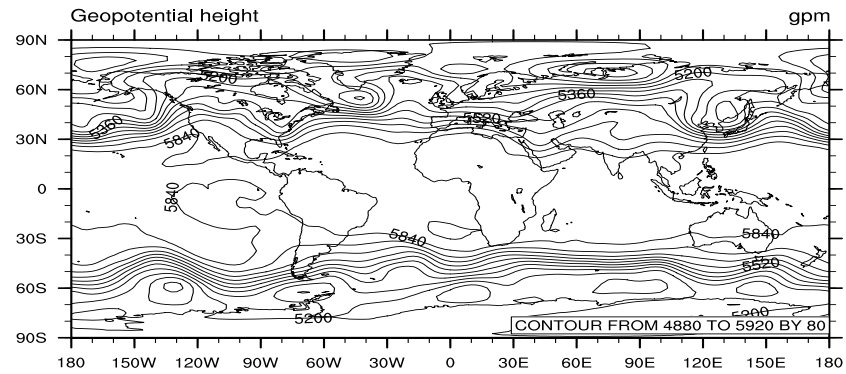 Geopotential height gpm
90N
5200 5200
60N
5360
5360 5520
5840
30N
5840
0
5840 5840
30S
5520
60S
5200 5200
CONTOUR FROM 4880 TO 5920 BY 80
90S
180 150W 120W 90W 60W 30W 0 30E 60E 90E 120E 150E 180